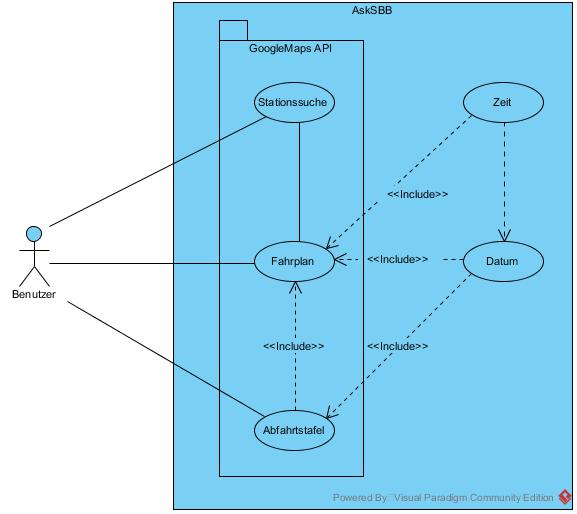 AskSBB
GoogleMaps API
Stationssuche
Zeit
<<Include>>
Fahrplan
<<Include>>
Datum
Benutzer
<<Include>>
<<Include>>
Abfahrtstafel
Powered By Visual Paradigm Community Edition